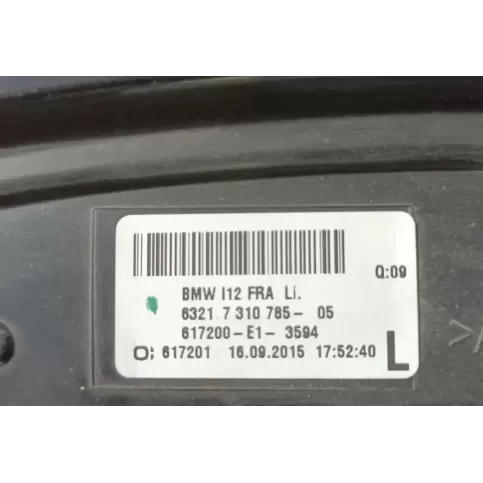 Q:09
BMW I12 FRA Li.
6321 7 310 785- 05
617200-E1- 3594
O; 617201 16.09.2015 17:52:40 L